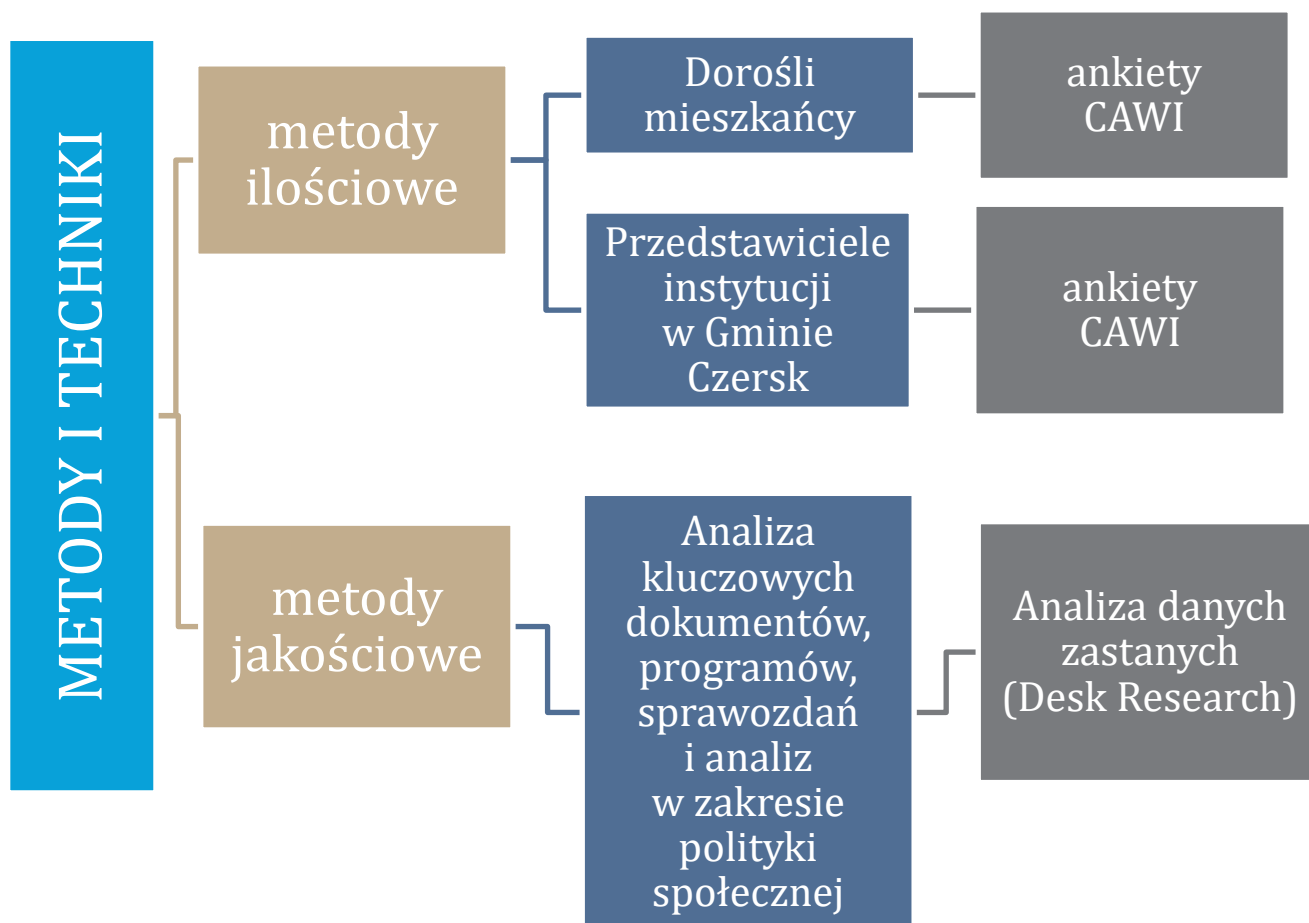 METODY I TECHNIKI
metody
ilościowe
Dorośli
mieszkańcy
ankiety
CAWI
Przedstawiciele
instytucji
w Gminie
Czersk
ankiety
CAWI
metody
jakościowe
Analiza
kluczowych
dokumentów,
programów,
sprawozdań
i analiz
w zakresie
polityki
społecznej
Analiza danych
zastanych
(Desk Research)